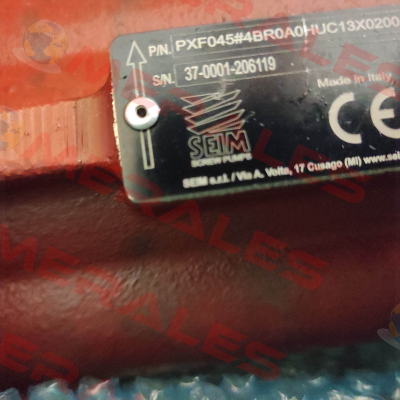 P/N. PXF045#4BR0A0HUC13X0200
S/N. 37-0001-206119
Made in Italy
CE
SEIM
SCREW PUMPS
SEIM s.r.l. / Via A. Volta, 17 Cusago (MI) www.sei